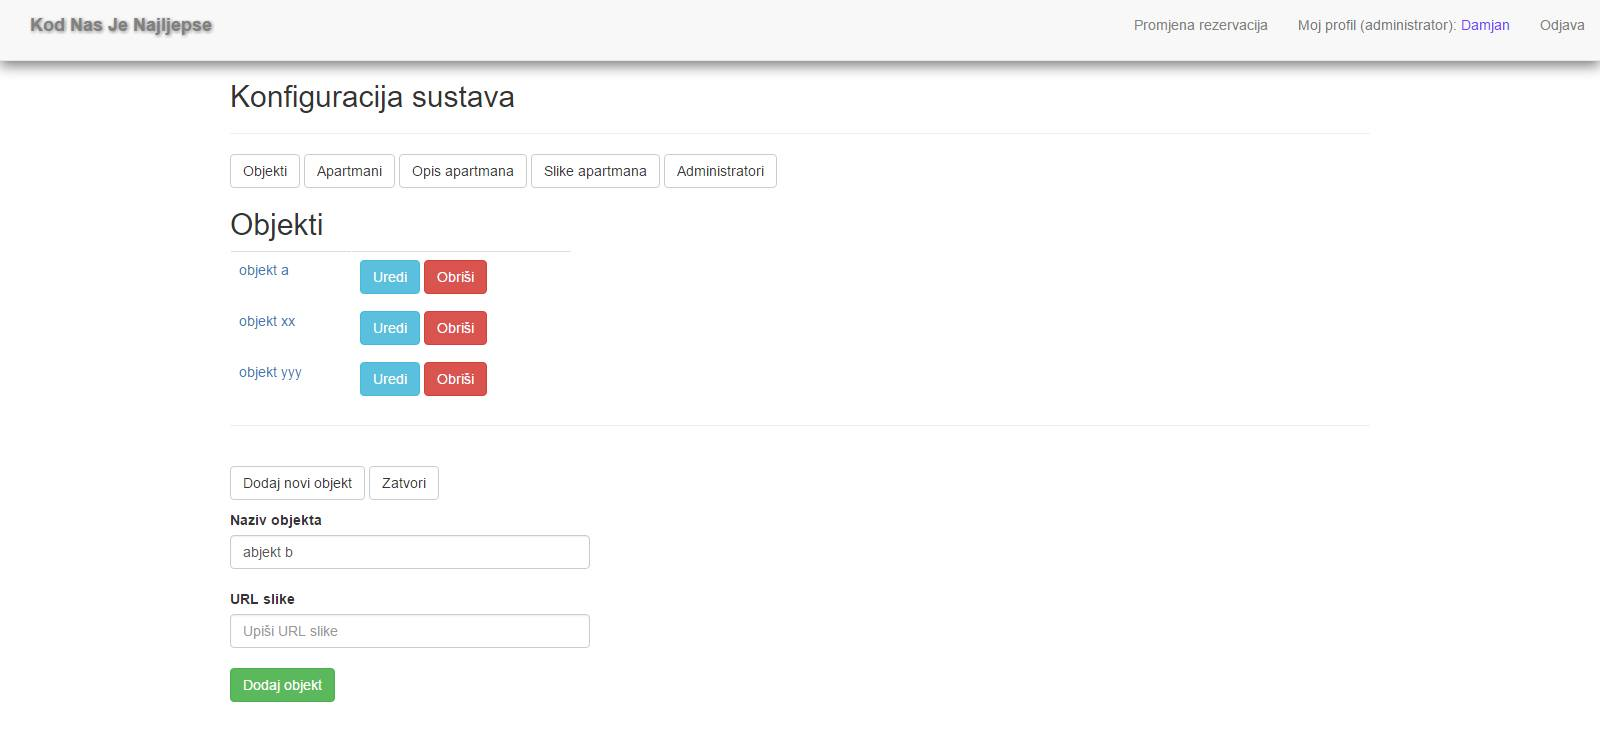 Kod Nas Je Najljepse
Promjena rezervacija Moj profil (administrator): Damjan Odjava
Konfiguracija sustava
Objekti Apartmani Opis apartmana Slike apartmana Administratori
Objekti
objekt a Uredi Obriši
objekt xx Uredi Obriši
objekt yyy Uredi Obriši
Dodaj novi objekt Zatvori
Naziv objekta
abjekt b
URL slike
Upiši URL slike
Dodaj objekt